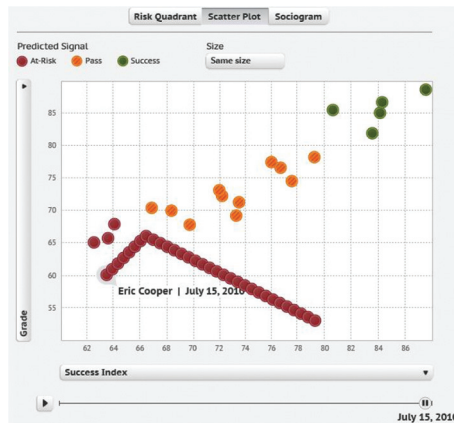 Risk Quadrant Scatter Plot Sociogram
Predicted Signal Size
At-Risk Pass Success Same size
85
80
75
70
65
60
55
Grade
Eric Cooper | July 15, 2016
62 64 66 68 70 72 74 76 78 80 82 84 86
Success Index
July 15, 201